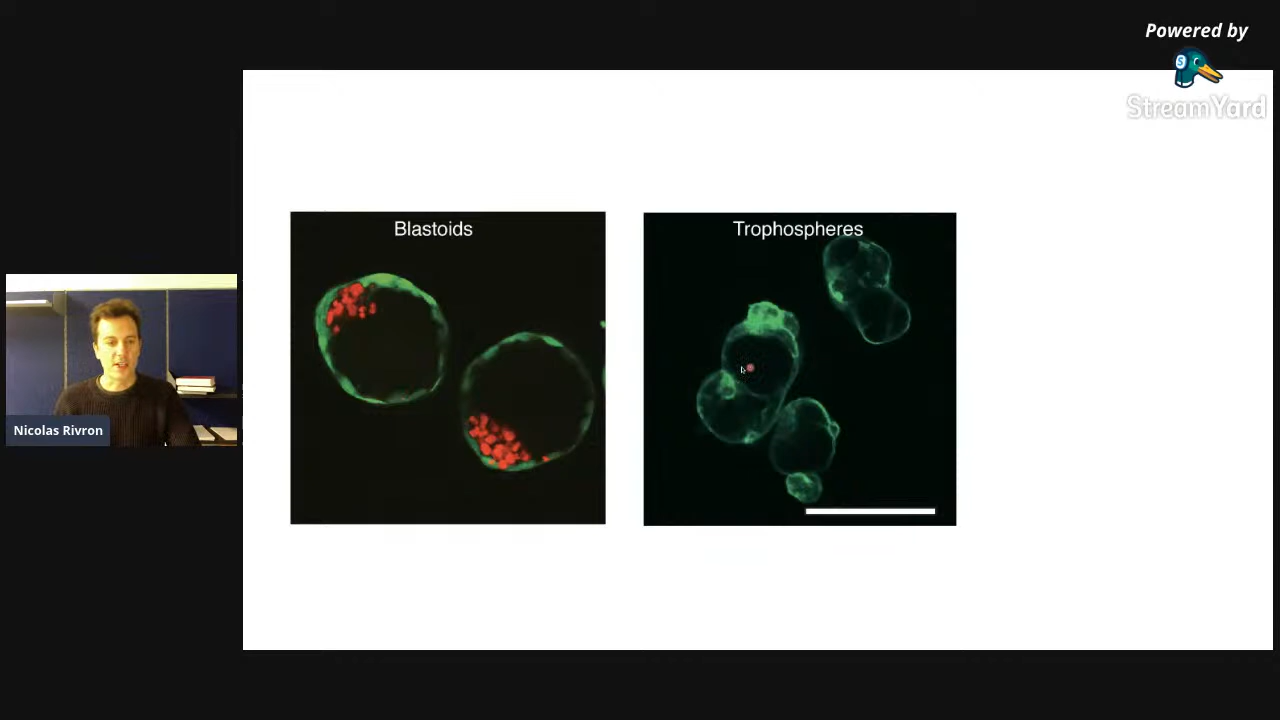 Powered by
StreamYard
Blastoids
Trophospheres
Nicolas Rivron